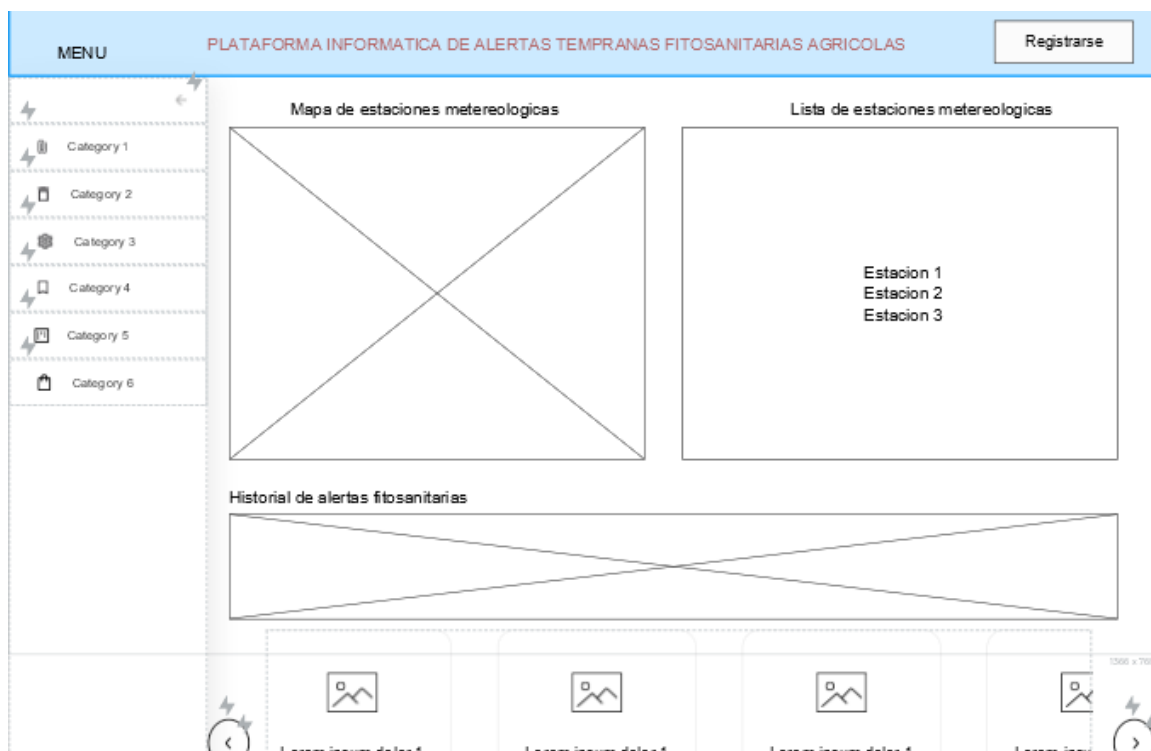 MENU
PLATAFORMA INFORMATICA DE ALERTAS TEMPRANAS FITOSANITARIAS AGRICOLAS
Registrarse
Category 1
Category 2
Category 3
Category 4
Category 5
Category 6
Mapa de estaciones metereologicas
Lista de estaciones metereologicas
Estacion 1
Estacion 2
Estacion 3
Historial de alertas fitosanitarias